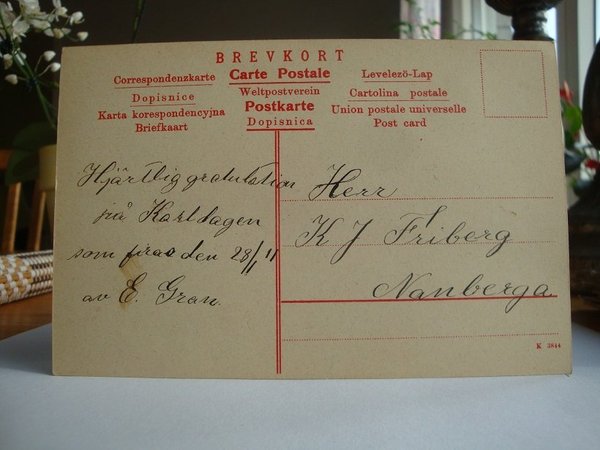 BREVKORT
Correspondenzkarte Carte Postale Levelezö-Lap
Dopisnice Weltpostverein Cartolina postale
Karta korespondencyjna Postkarte Union postale universelle
Briefkaart Dopisnica Post card
Hjärtlig gratulation
på Karldagen
som firas den 28/1 11
av E. Gran.
Herr
K J Friberg
Nanberga
K 3844